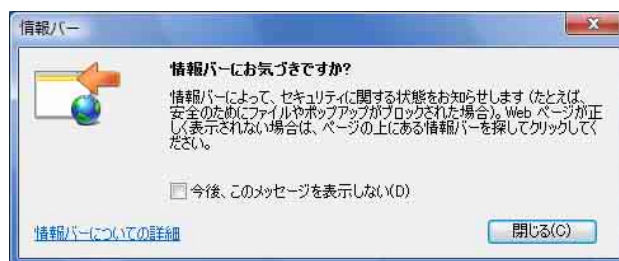 情報バー
情報バーにお気づきですか?
情報バーによって、セキュリティに関する状態をお知らせします (たとえば、
安全のためにファイルやポップアップがブロックされた場合)。Web ページが正
しく表示されない場合は、ページの上にある情報バーを探してクリックしてく
ださい。
今後、このメッセージを表示しない(D)
情報バーについての詳細
閉じる(C)